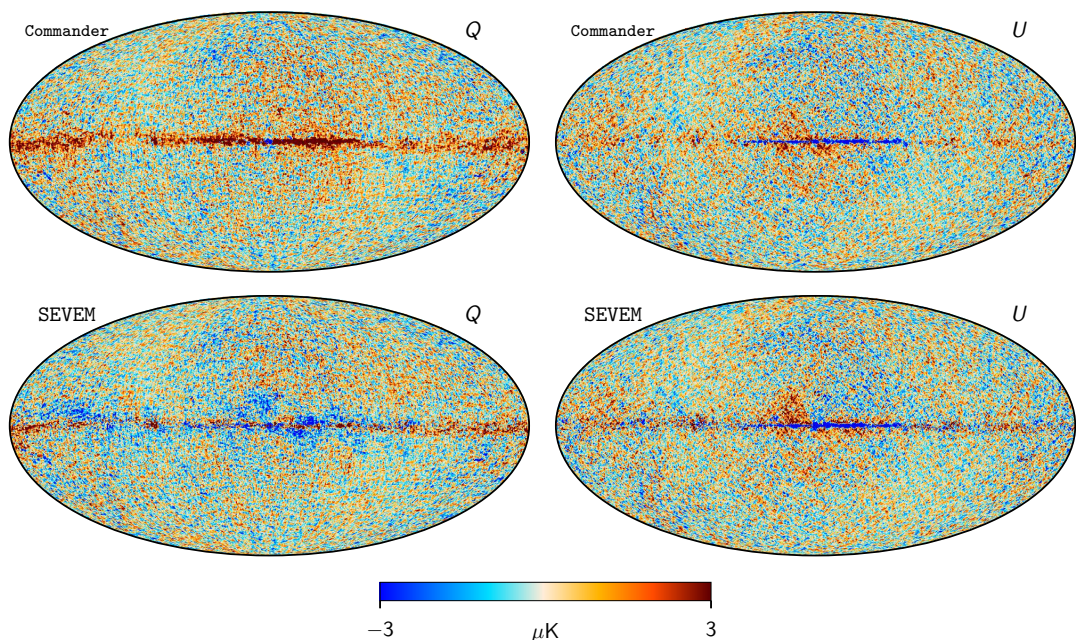 Commander Q
Commander U
SEVEM Q
SEVEM U
−3 μK 3